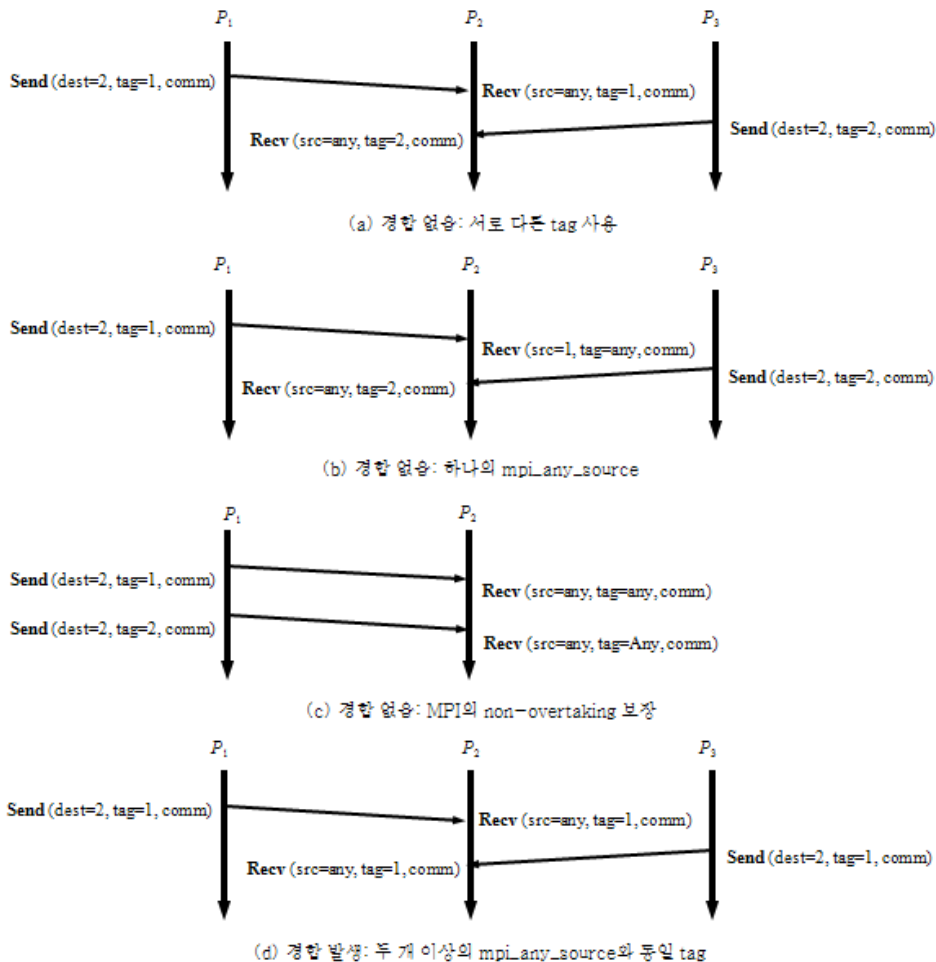 P1 P2 P3
Send (dest=2, tag=1, comm)
Recv (src=any, tag=1, comm)
Recv (src=any, tag=2, comm)
Send (dest=2, tag=2, comm)
(a) 경합 없음: 서로 다른 tag 사용
P1 P2 P3
Send (dest=2, tag=1, comm)
Recv (src=1, tag=any, comm)
Recv (src=any, tag=2, comm)
Send (dest=2, tag=2, comm)
(b) 경합 없음: 하나의 mpi_any_source
P1 P2
Send (dest=2, tag=1, comm)
Recv (src=any, tag=any, comm)
Send (dest=2, tag=2, comm)
Recv (src=any, tag=Any, comm)
(c) 경합 없음: MPI의 non-overtaking 보장
P1 P2 P3
Send (dest=2, tag=1, comm)
Recv (src=any, tag=1, comm)
Recv (src=any, tag=1, comm)
Send (dest=2, tag=1, comm)
(d) 경합 발생: 두 개 이상의 mpi_any_source와 동일 tag